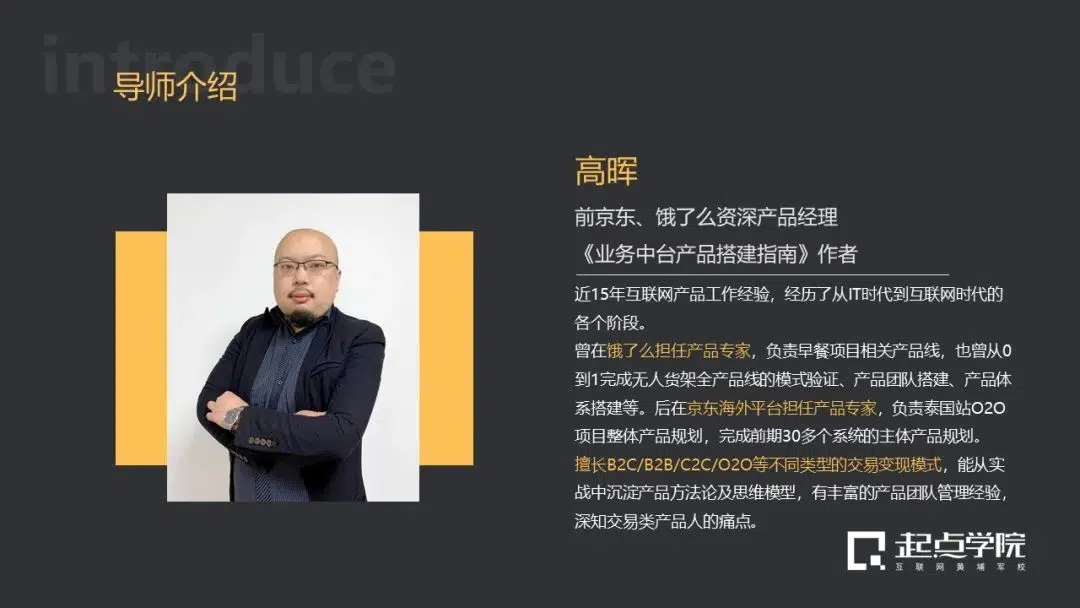 introduce
导师介绍
高晖
前京东、饿了么资深产品经理
《业务中台产品搭建指南》作者
近15年互联网产品工作经验，经历了从IT时代到互联网时代的
各个阶段。
曾在饿了么担任产品专家，负责早餐项目相关产品线，也曾从0
到1完成无人货架全产品线的模式验证、产品团队搭建、产品体
系搭建等。后在京东海外平台担任产品专家，负责泰国站O2O
项目整体产品规划，完成前期30多个系统的主体产品规划。
擅长B2C/B2B/C2C/O2O等不同类型的交易变现模式，能从实
战中沉淀产品方法论及思维模型，有丰富的产品团队管理经验，
深知交易类产品人的痛点。
起点学院
互联网黄埔军校